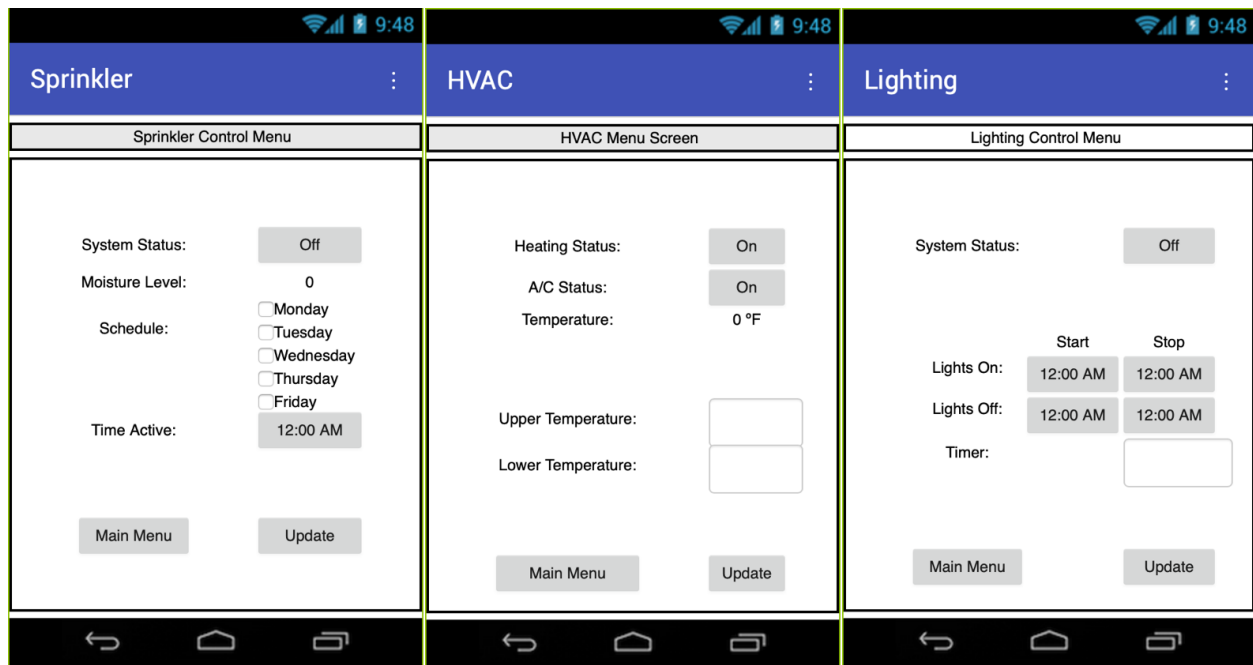 9:48
Sprinkler
Sprinkler Control Menu
System Status: Off
Moisture Level: 0
Schedule:
Monday
Tuesday
Wednesday
Thursday
Friday
Time Active: 12:00 AM
Main Menu Update
9:48
HVAC
HVAC Menu Screen
Heating Status: On
A/C Status: On
Temperature: 0 ºF
Upper Temperature:
Lower Temperature:
Main Menu Update
9:48
Lighting
Lighting Control Menu
System Status: Off
Start Stop
Lights On: 12:00 AM 12:00 AM
Lights Off: 12:00 AM 12:00 AM
Timer:
Main Menu Update